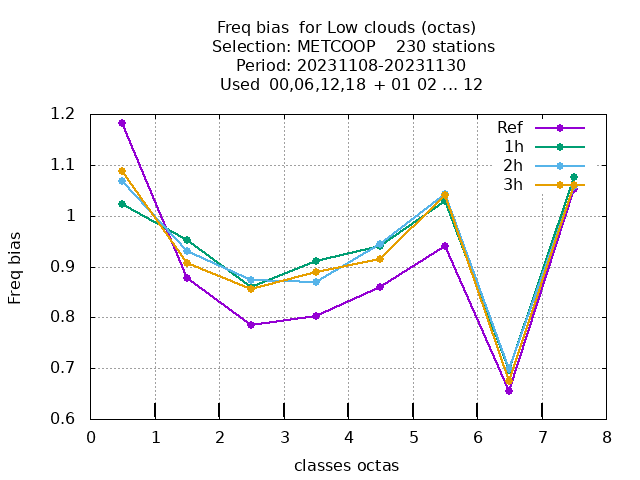 Freq bias  for Low clouds (octas)
Selection: METCOOP    230 stations
Period: 20231108-20231130
Used  00,06,12,18  + 01 02 ... 12
Ref
1h
2h
3h
1.2
1.1
1
0.9
0.8
0.7
0.6
Freq bias
0 1 2 3 4 5 6 7 8
classes octas